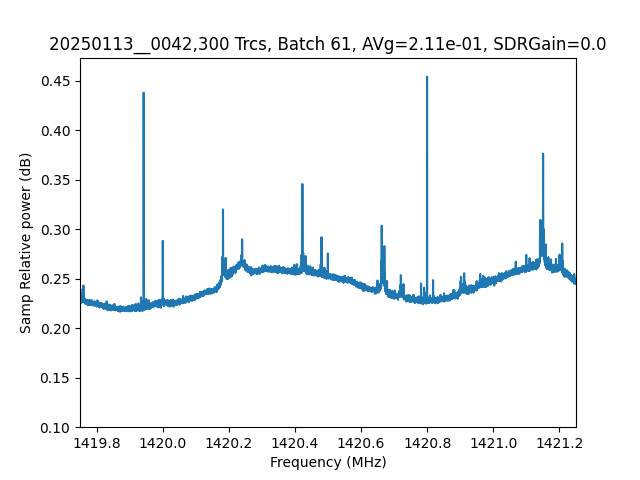 20250113__0042,300 Trcs, Batch 61, AVg=2.11e-01, SDRGain=0.0
Samp Relative power (dB)
0.45
0.40
0.35
0.30
0.25
0.20
0.15
0.10
1419.8 1420.0 1420.2 1420.4 1420.6 1420.8 1421.0 1421.2
Frequency (MHz)